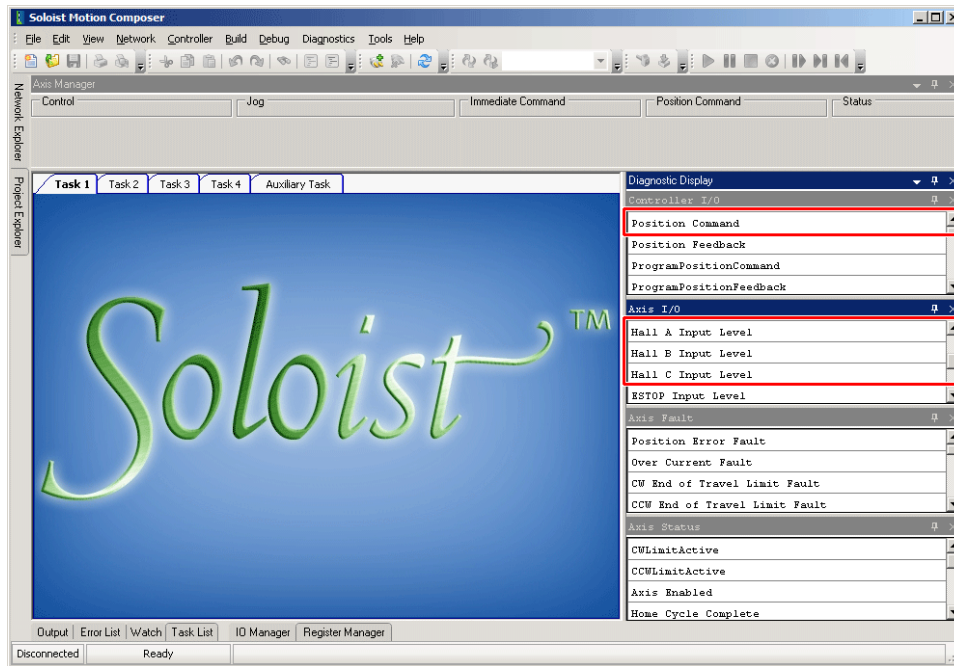 Soloist Motion Composer
File Edit View Network Controller Build Debug Diagnostics Tools Help
Axis Manager
Control Jog Immediate Command Position Command Status
Network Explorer
Project Explorer
Task 1 Task 2 Task 3 Task 4 Auxiliary Task
Soloist™
Diagnostic Display
Controller I/O
Position Command
Position Feedback
ProgramPositionCommand
ProgramPositionFeedback
Axis I/O
Hall A Input Level
Hall B Input Level
Hall C Input Level
ESTOP Input Level
Axis Fault
Position Error Fault
Over Current Fault
CW End of Travel Limit Fault
CCW End of Travel Limit Fault
Axis Status
CWLimitActive
CCWLimitActive
Axis Enabled
Home Cycle Complete
Output Error List Watch Task List IO Manager Register Manager
Disconnected Ready